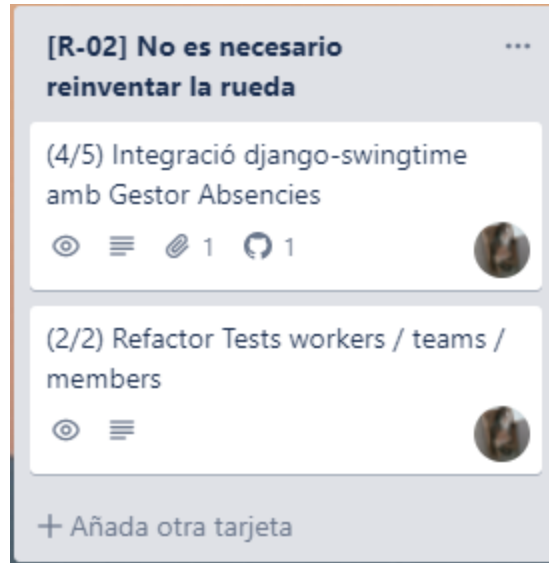 [R-02] No es necesario
reinventar la rueda
(4/5) Integració django-swingtime
amb Gestor Absencies
1 1
(2/2) Refactor Tests workers / teams /
members
+ Añada otra tarjeta